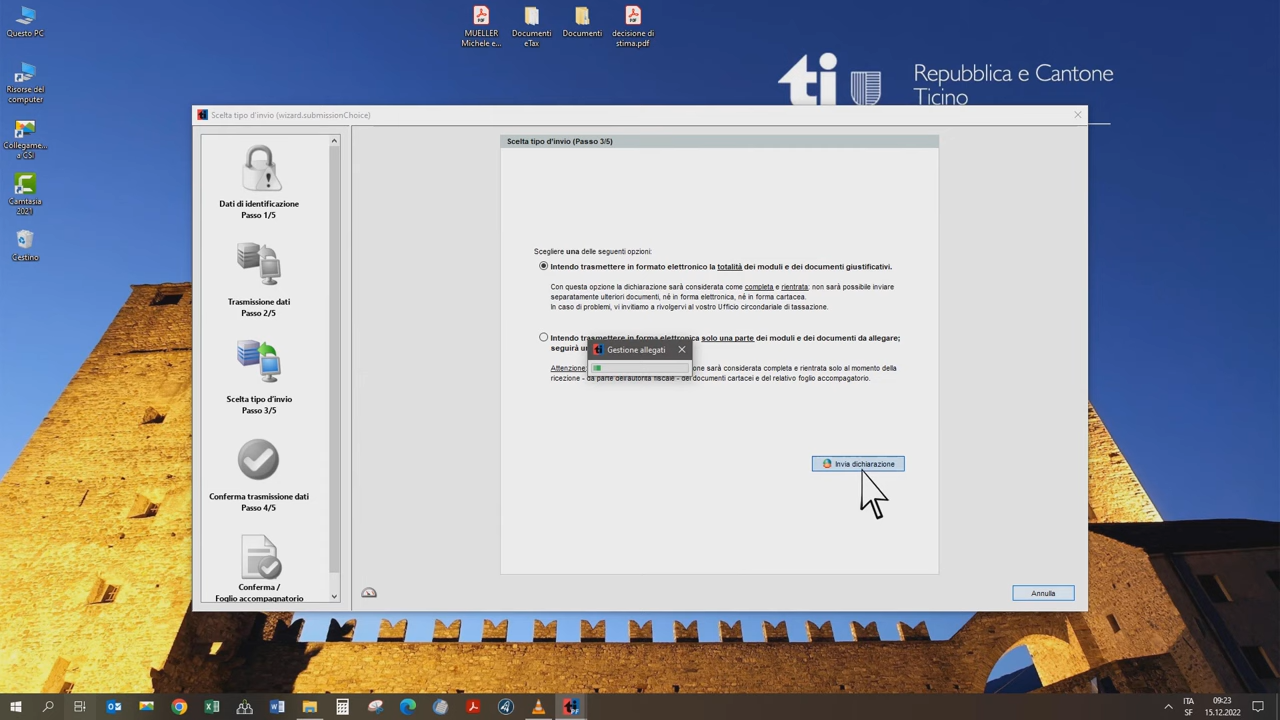 Questo PC
MUELLER
Michele e...
Documenti
eTax
Documenti
decisione di
stima.pdf
Risorse del
computer
ti
Repubblica e Cantone
Ticino
Collegame...
a CSI
Camtasia
2021
Cestino
Scelta tipo d'invio (wizard.submissionChoice)
Dati di identificazione
Passo 1/5
Trasmissione dati
Passo 2/5
Scelta tipo d'invio
Passo 3/5
Conferma trasmissione dati
Passo 4/5
Conferma /
Foglio accompagnatorio
Scelta tipo d'invio (Passo 3/5)
Scegliere una delle seguenti opzioni:
Intendo trasmettere in formato elettronico la totalità dei moduli e dei documenti giustificativi.
Con questa opzione la dichiarazione sarà considerata come completa e rientrata; non sarà possibile inviare
separatamente ulteriori documenti, né in forma elettronica, né in forma cartacea.
In caso di problemi, vi invitiamo a rivolgervi al vostro Ufficio circondariale di tassazione.
Intendo trasmettere in forma elettronica solo una parte dei moduli e dei documenti da allegare;
seguirà
Gestione allegati
Attenzione: ne sarà considerata completa e rientrata solo al momento della
ricezione - da parte dell'autorità fiscale - dei documenti cartacei e del relativo foglio accompagnatorio.
Invia dichiarazione
Annulla
ITA
SF
09:23
15.12.2022